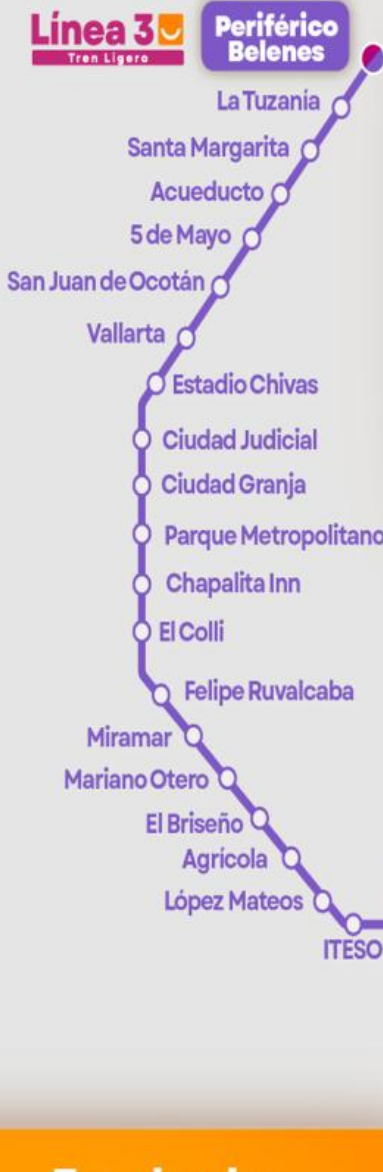 Línea 3
Tren Ligero
Periférico
Belenes
La Tuzanía
Santa Margarita
Acueducto
5 de Mayo
San Juan de Ocotán
Vallarta
Estadio Chivas
Ciudad Judicial
Ciudad Granja
Parque Metropolitano
Chapalita Inn
El Colli
Felipe Ruvalcaba
Miramar
Mariano Otero
El Briseño
Agrícola
López Mateos
ITESO